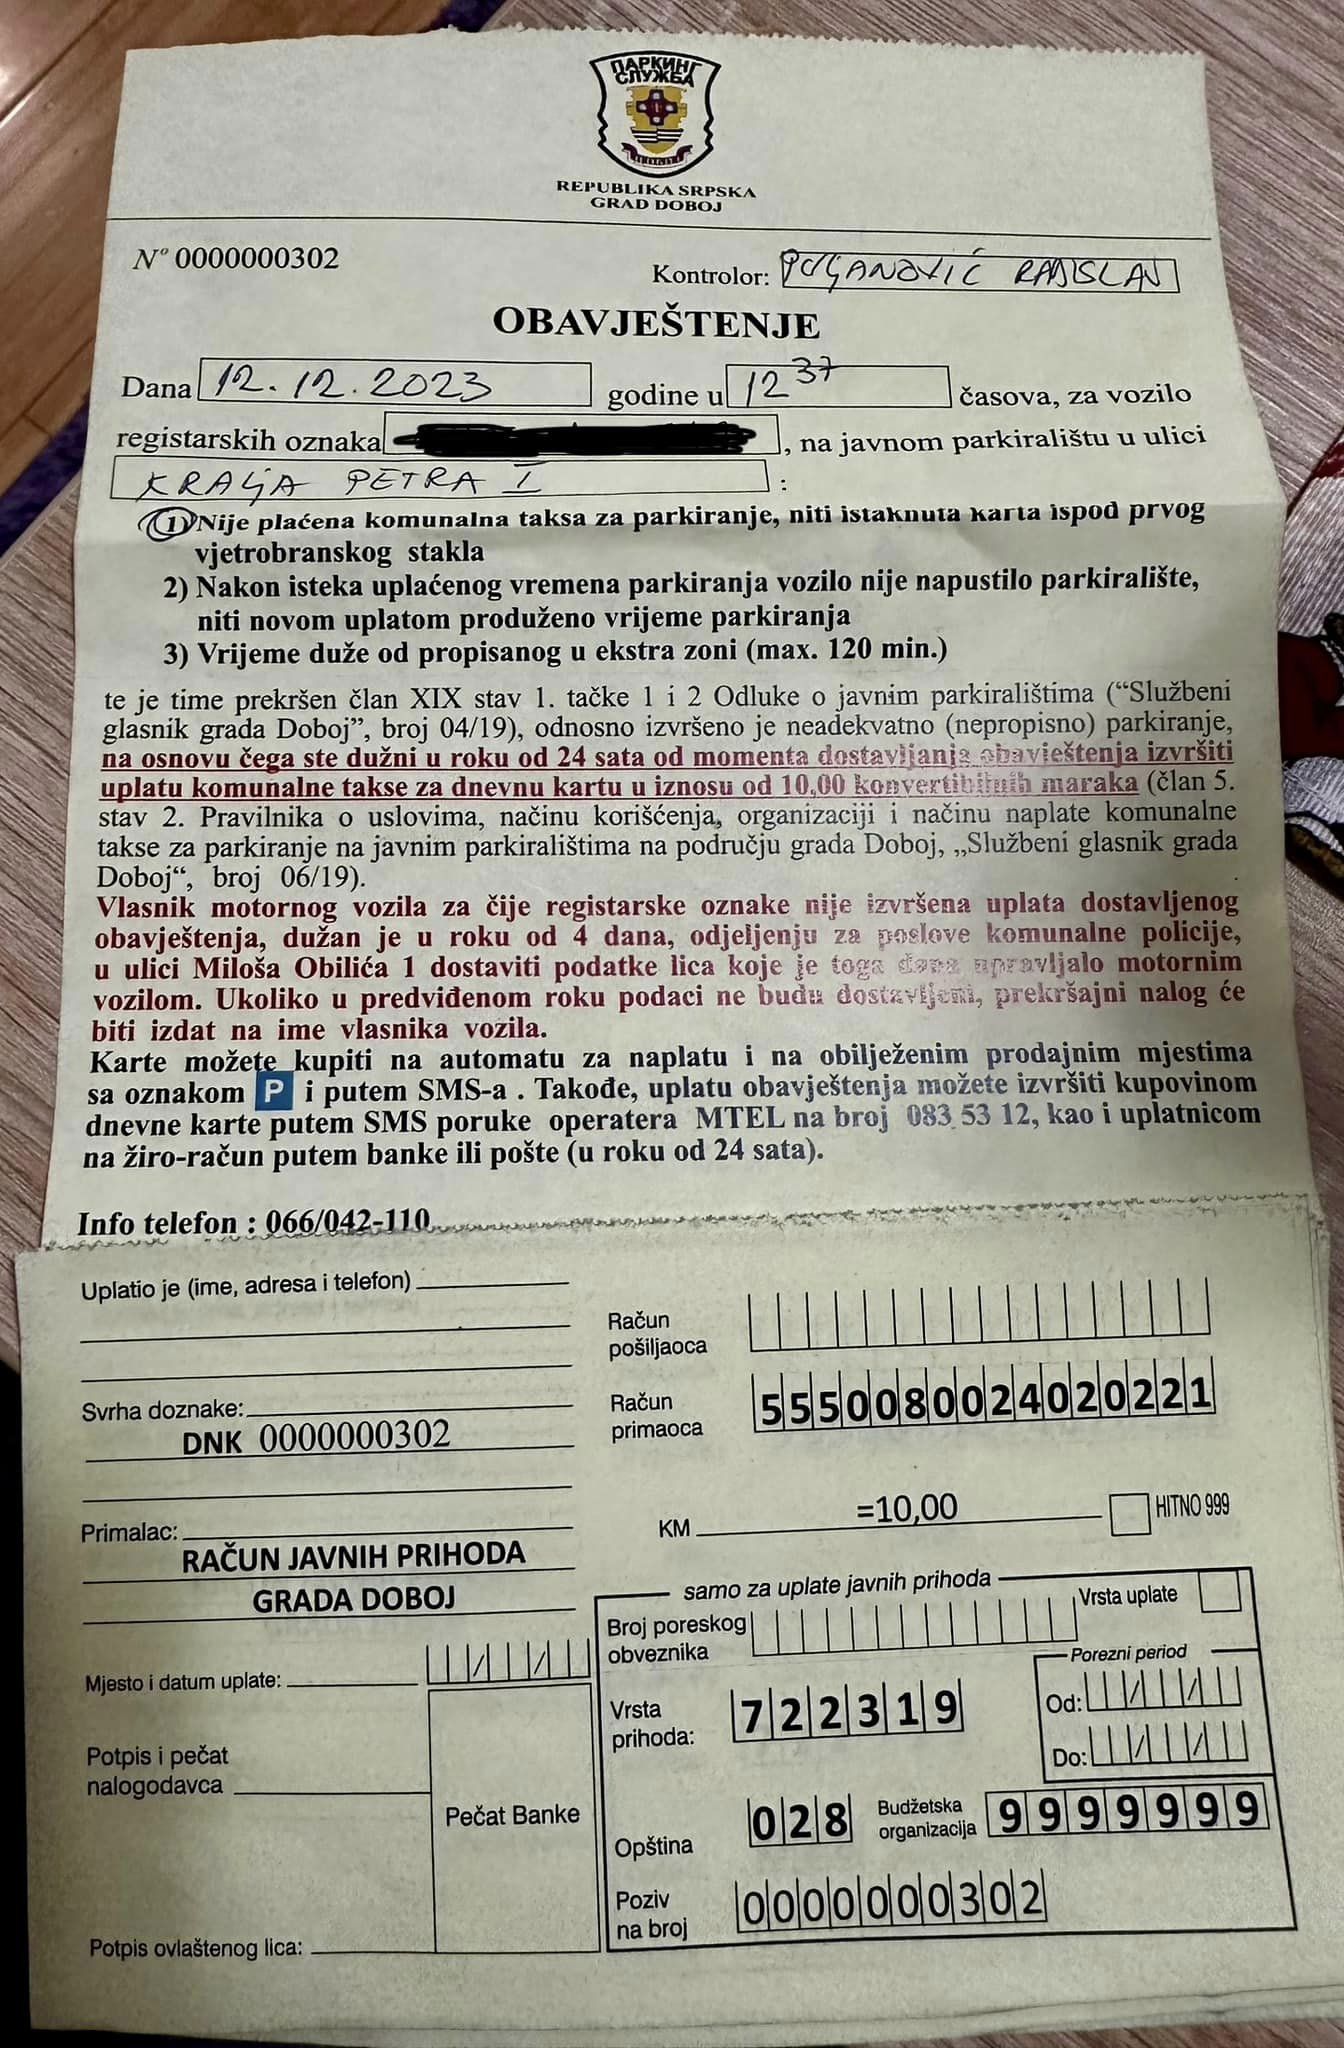 ПАРКИНГ
СЛУЖБА
REPUBLIKA SRPSKA
GRAD DOBOJ
Nº 0000000302
Kontrolor: RADISLAV
OBAVJEŠTENJE
Dana 12.12.2023 godine u 12 37 časova, za vozilo
registarskih oznaka , na javnom parkiralištu u ulici
KRALJA PETRA I :
1) Nije plaćena komunalna taksa za parkiranje, niti istaknuta karta ispod prvog
vjetrobranskog stakla
2) Nakon isteka uplaćenog vremena parkiranja vozilo nije napustilo parkiralište,
niti novom uplatom produženo vrijeme parkiranja
3) Vrijeme duže od propisanog u ekstra zoni (max. 120 min.)
te je time prekršen član XIX stav 1. tačke 1 i 2 Odluke o javnim parkiralištima (“Službeni
glasnik grada Doboj”, broj 04/19), odnosno izvršeno je neadekvatno (nepropisno) parkiranje,
na osnovu čega ste dužni u roku od 24 sata od momenta dostavljanja obavještenja izvršiti
uplatu komunalne takse za dnevnu kartu u iznosu od 10,00 konvertibilnih maraka (član 5.
stav 2. Pravilnika o uslovima, načinu korišćenja, organizaciji i načinu naplate komunalne
takse za parkiranje na javnim parkiralištima na području grada Doboj, „Službeni glasnik grada
Doboj“, broj 06/19).
Vlasnik motornog vozila za čije registarske oznake nije izvršena uplata dostavljenog
obavještenja, dužan je u roku od 4 dana, odjeljenju za poslove komunalne policije,
u ulici Miloša Obilića 1 dostaviti podatke lica koje je toga dana upravljalo motornim
vozilom. Ukoliko u predviđenom roku podaci ne budu dostavljeni, prekršajni nalog će
biti izdat na ime vlasnika vozila.
Karte možete kupiti na automatu za naplatu i na obilježenim prodajnim mjestima
sa oznakom P i putem SMS-a . Takođe, uplatu obavještenja možete izvršiti kupovinom
dnevne karte putem SMS poruke operatera MTEL na broj 083 53 12, kao i uplatnicom
na žiro-račun putem banke ili pošte (u roku od 24 sata).
Info telefon : 066/042-110
Uplatio je (ime, adresa i telefon)
Račun
pošiljaoca
Svrha doznake:
DNK 0000000302
Račun
primaoca
5550080024020221
KM =10,00 HITNO 999
Primalac:
RAČUN JAVNIH PRIHODA
GRADA DOBOJ
samo za uplate javnih prihoda
Broj poreskog
obveznika
Vrsta uplate
Mjesto i datum uplate:
Porezni period
Od:
Do:
Vrsta
prihoda: 722319
Potpis i pečat
nalogodavca
Pečat Banke
Opština 028
Budžetska
organizacija 9999999
Poziv
na broj 0000000302
Potpis ovlaštenog lica: